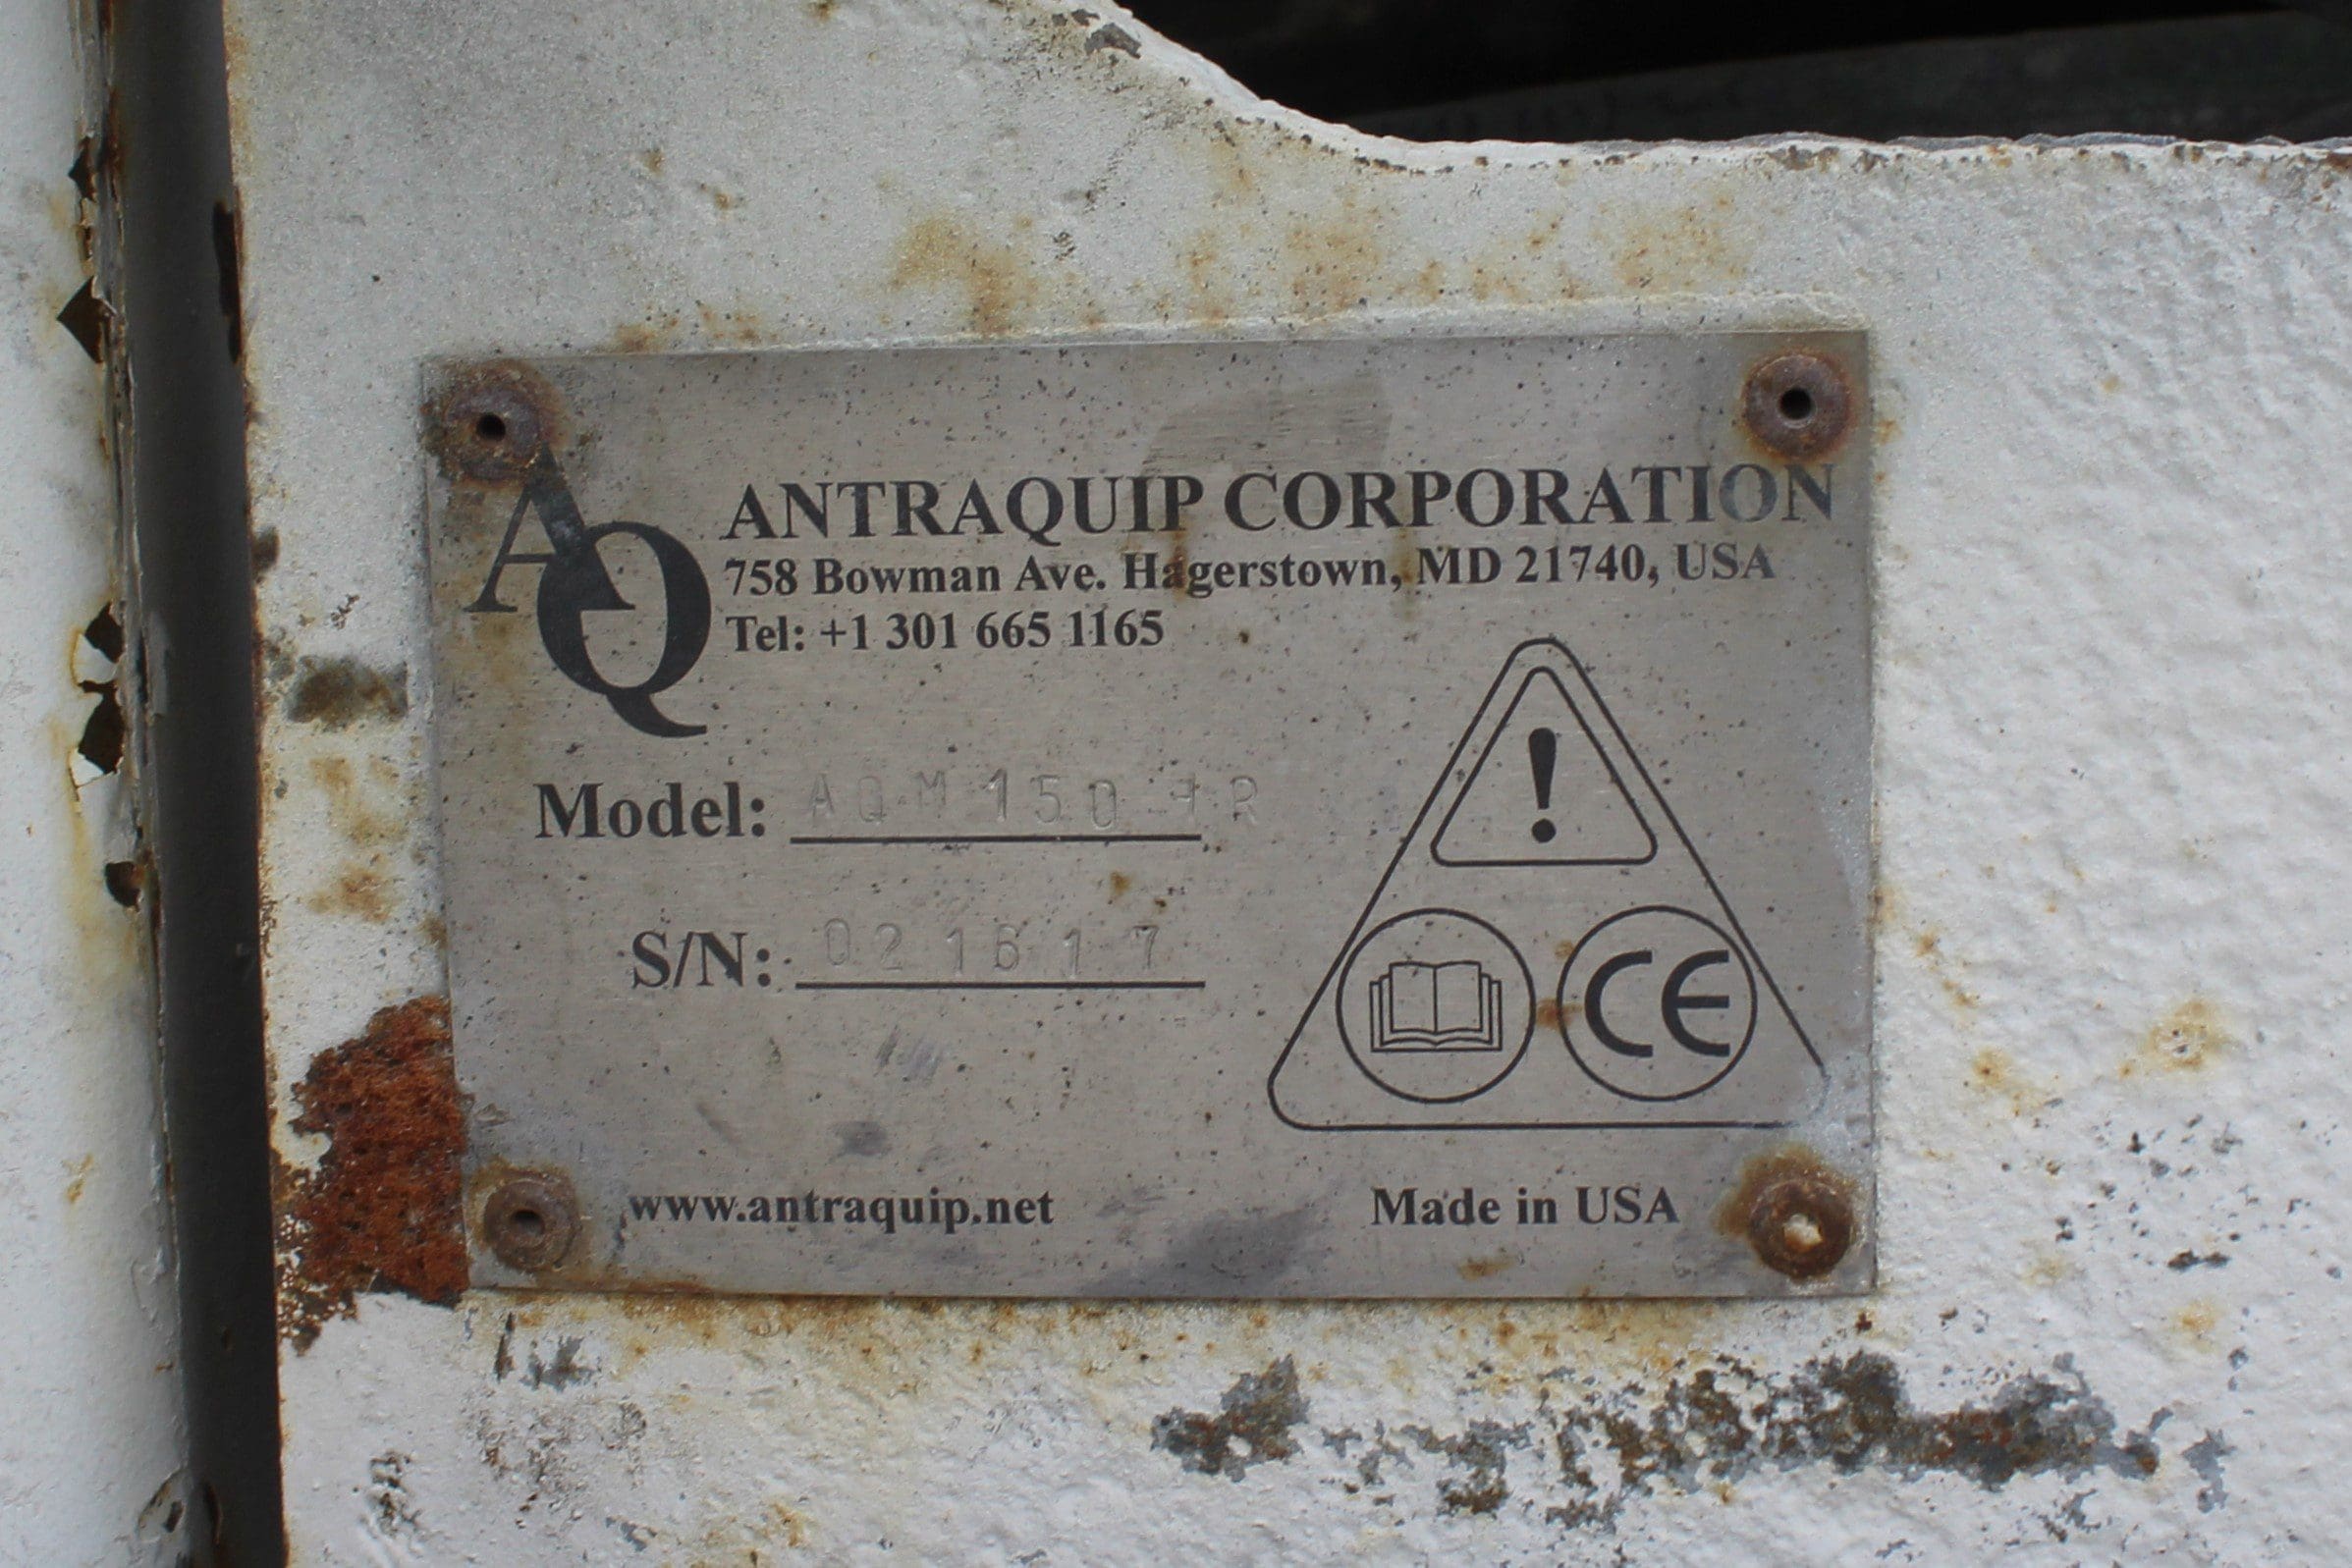 AQ
ANTRAQUIP CORPORATION
758 Bowman Ave. Hagerstown, MD 21740, USA
Tel: +1 301 665 1165
!
Model: AQM150
S/N: 021617
CE
www.antraquip.net
Made in USA